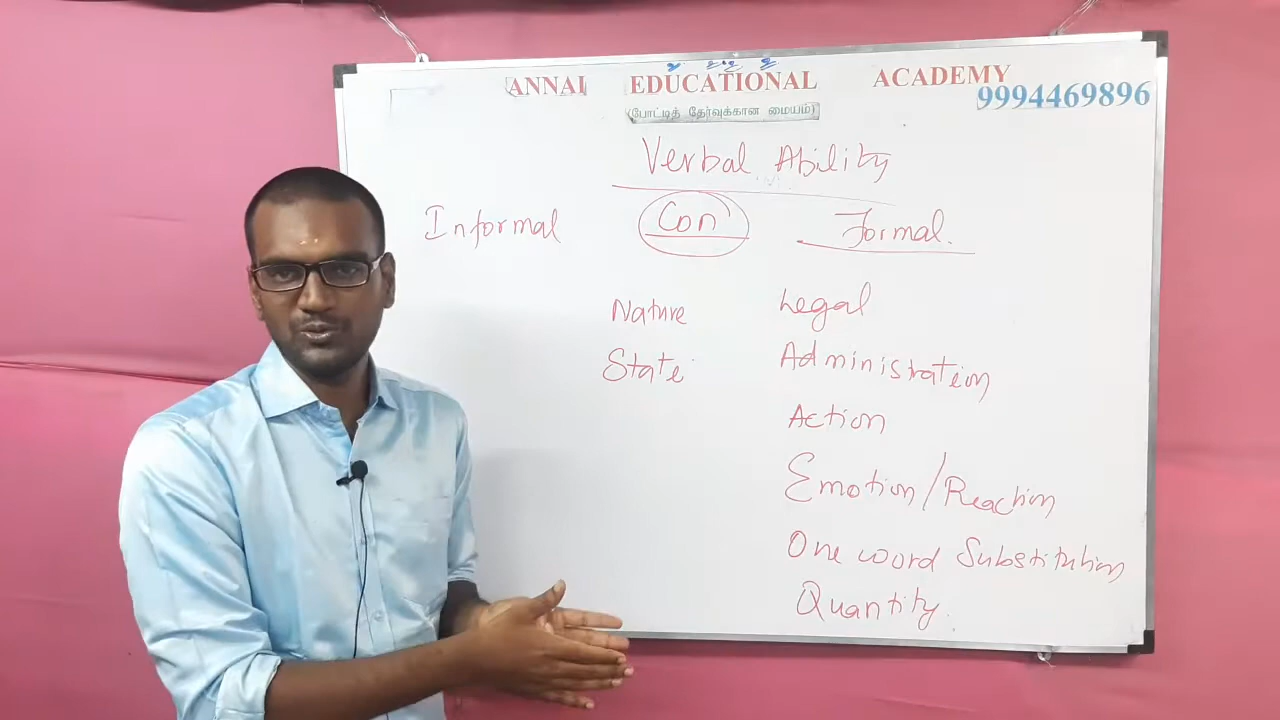 ANNAI EDUCATIONAL ACADEMY
9994469896
(போட்டித் தேர்வுக்கான மையம்)
Verbal Ability
Informal Con Formal.
Nature Legal
State Administration
Action
Emotion/Reaction
One word Substitution
Quantity.